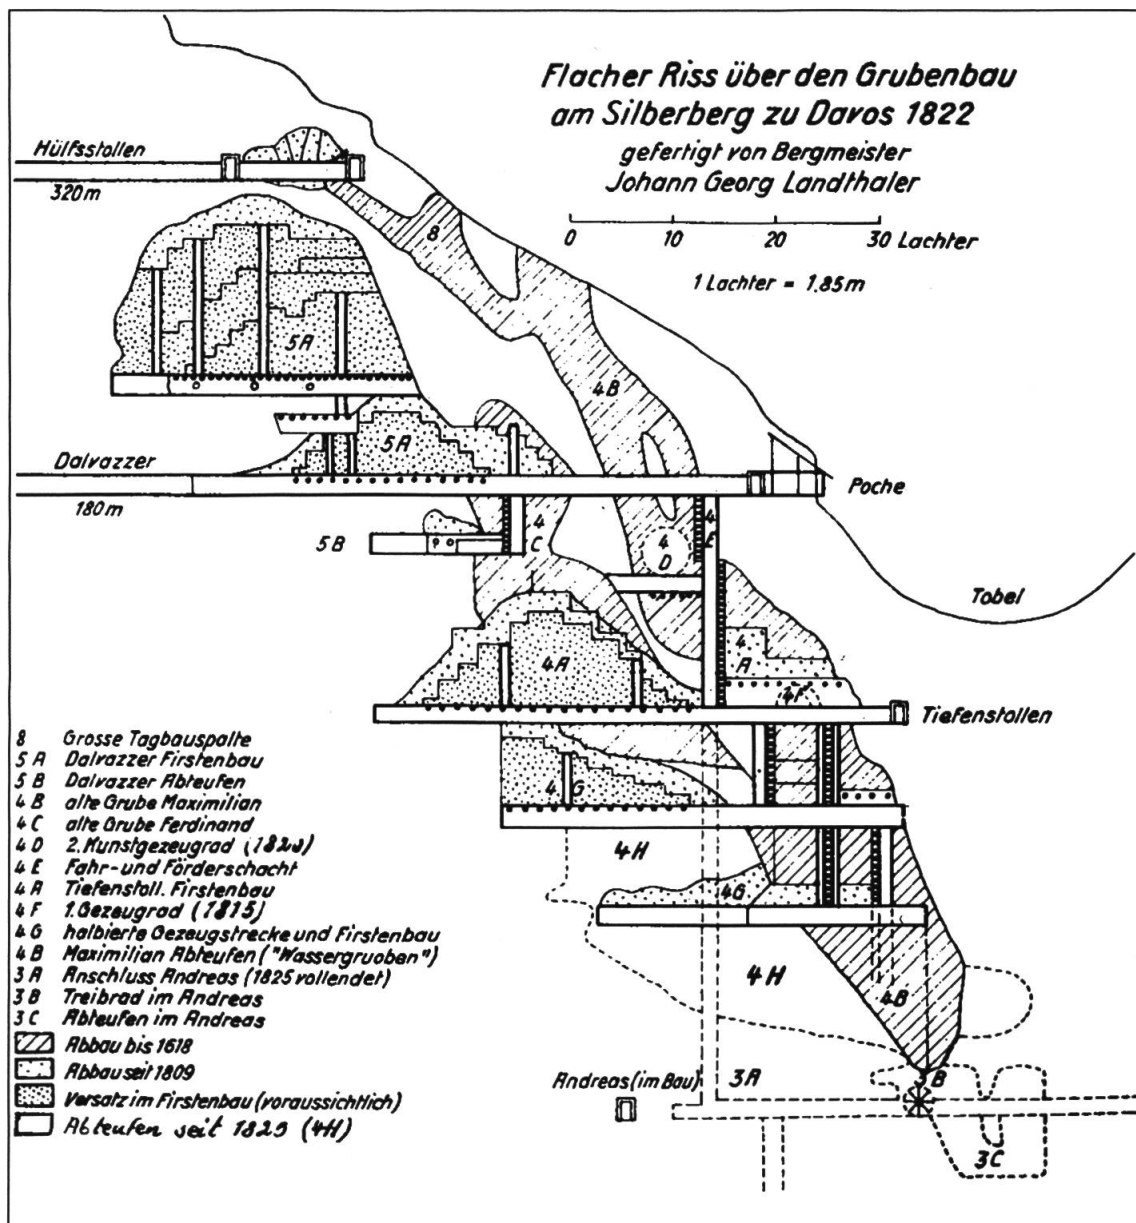 Flacher Riss über den Grubenbau
am Silberberg zu Davos 1822
gefertigt von Bergmeister
Johann Georg Landthaler
0 10 20 30 Lachter
1 Lachter = 1.85m
Hülfsstollen
320m
8
5A
4B
5A
Dalvazzer
180m
Poche
5B
4
C
4
E
4
D
Tobel
4A
4
A
4F
Tiefenstollen
4G
4H
4G
4H
4B
Andreas (im Bau)
3A
3B
3C
8 Grosse Tagbauspalte
5 A Dalvazzer Firstenbau
5 B Dalvazzer Abteufen
4 B alte Grube Maximilian
4 C alte Grube Ferdinand
4 D 2. Kunstgezeugrad
4 E Fahr- und Förderschacht
4 A Tiefenstoll. Firstenbau
4 F 1. Gezeugrad (1815)
4 G halbierte Gezeugstrecke und Firstenbau
4 B Maximilian Abteufen ("Wassergruoben")
3 A Anschluss Andreas (1825 vollendet)
3 B Treibrad im Andreas
3 C Abteufen im Andreas
Abbau bis 1618
Abbau seit 1809
Versatz im Firstenbau (voraussichtlich)
Abteufen seit (4H)